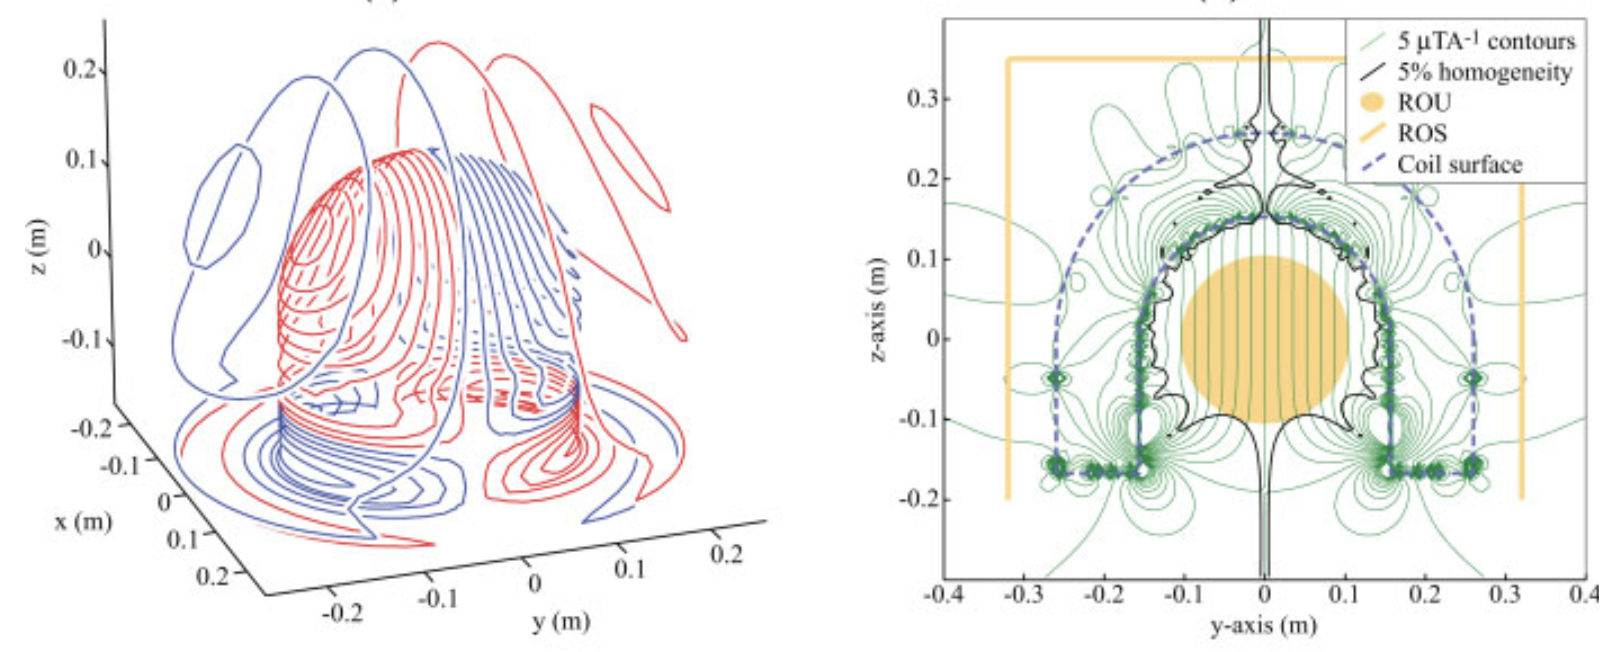 0.2
0.1
0
-0.1
z (m)
-0.2
-0.1
0
0.1
0.2
x (m)
-0.2
-0.1
0
0.1
0.2
y (m)
5 μTA-1 contours
5% homogeneity
ROU
ROS
Coil surface
0.3
0.2
0.1
0
-0.1
-0.2
z-axis (m)
-0.4 -0.3 -0.2 -0.1 0 0.1 0.2 0.3 0.4
y-axis (m)